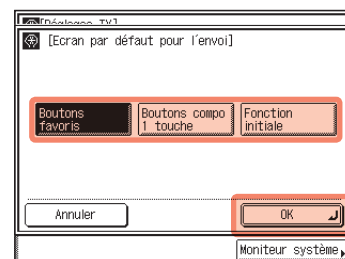 [Réglages TX]
[Ecran par défaut pour l'envoi]
Boutons favoris
Boutons compo 1 touche
Fonction initiale
Annuler
OK
Moniteur système